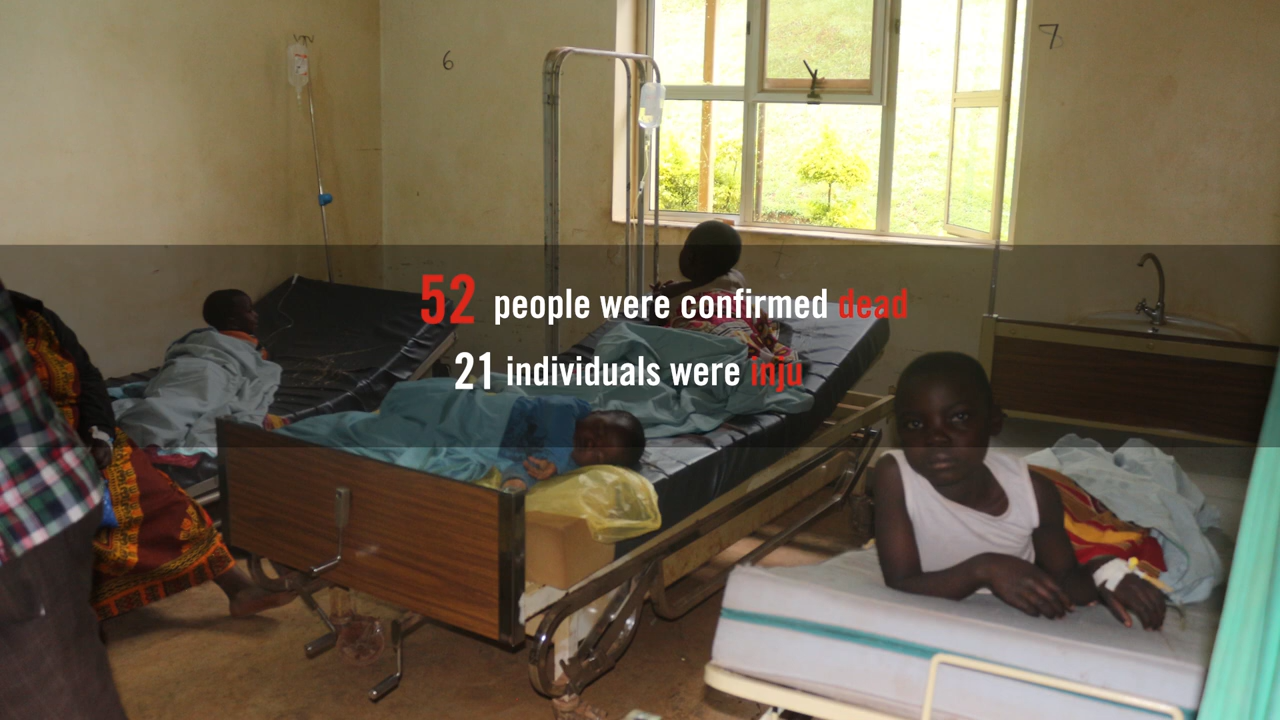 6
7
52 people were confirmed dead
21 individuals were inju